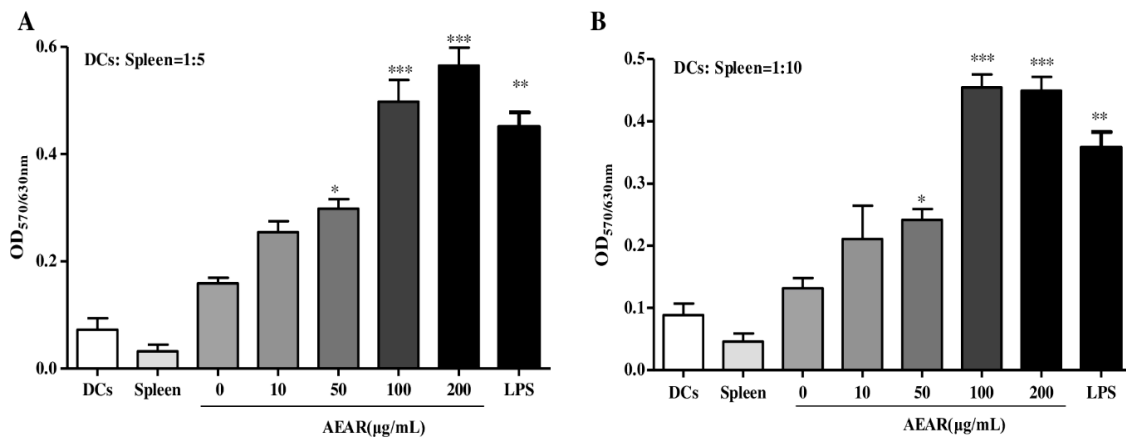 A
DCs: Spleen=1:5
OD570/630nm
0.6
0.4
0.2
0.0
***
***
**
*
DCs Spleen 0 10 50 100 200 LPS
AEAR(μg/mL)
B
DCs: Spleen=1:10
OD570/630nm
0.5
0.4
0.3
0.2
0.1
0.0
***
***
**
*
DCs Spleen 0 10 50 100 200 LPS
AEAR(μg/mL)